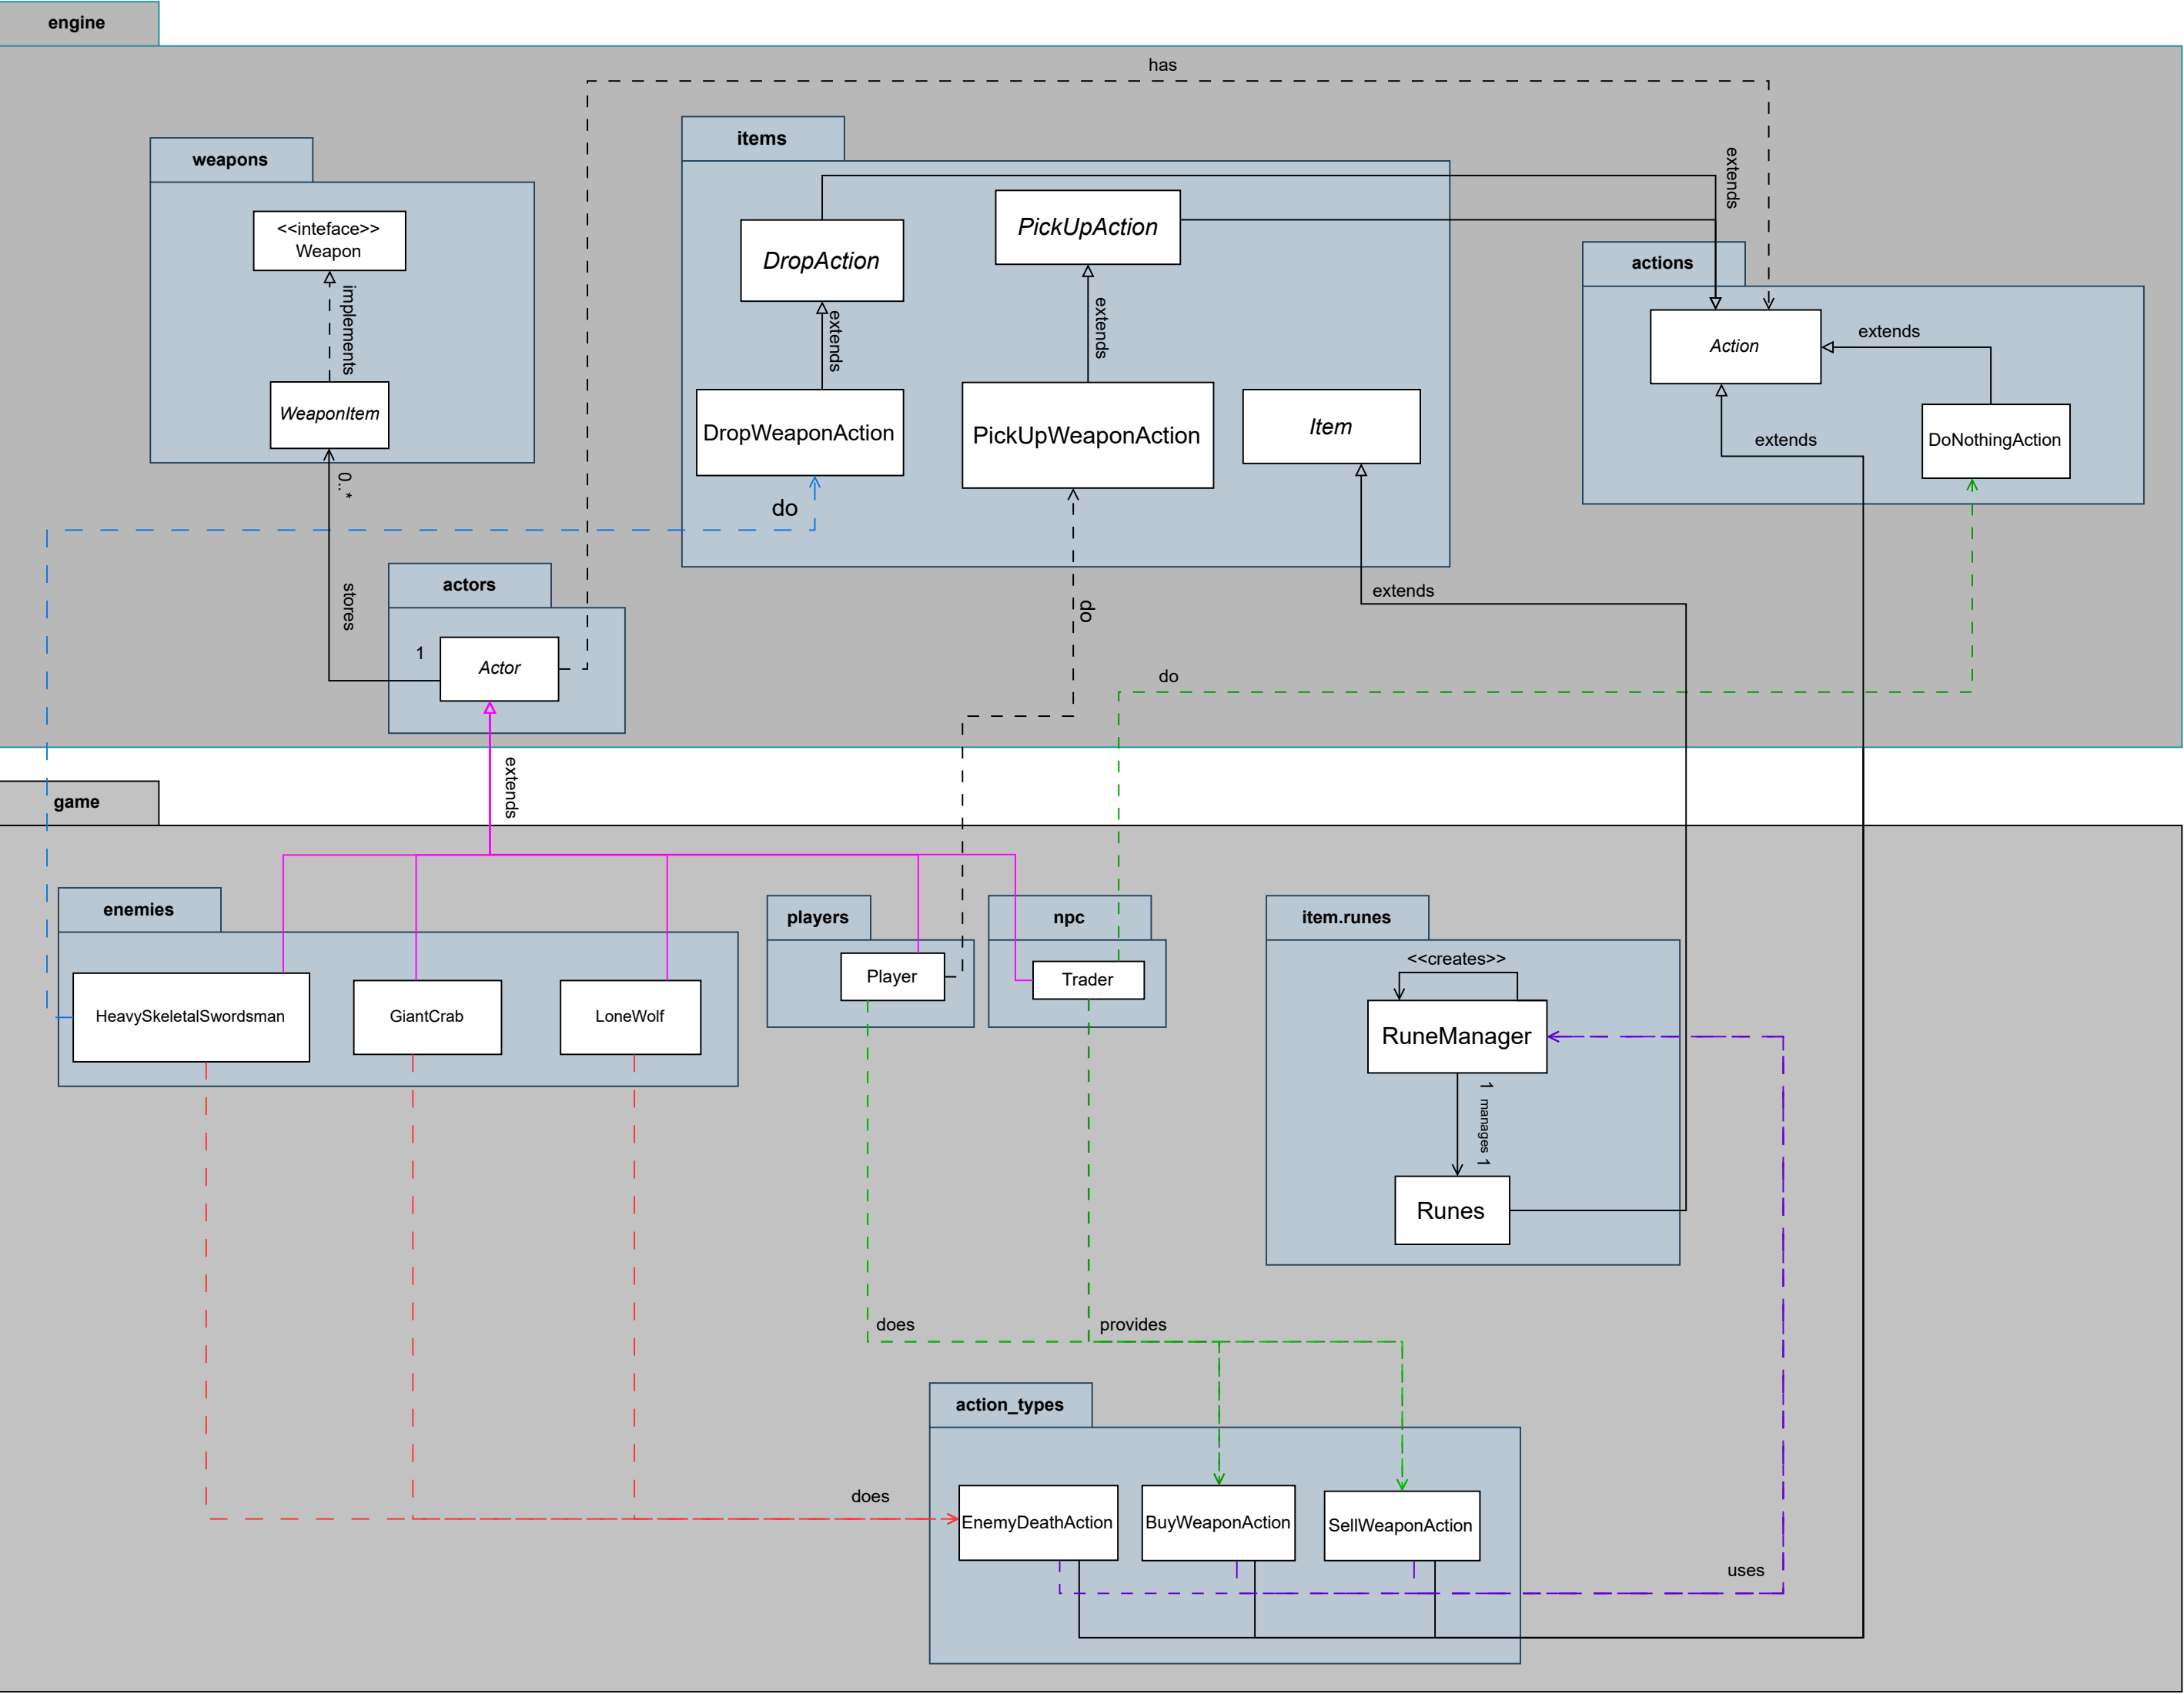 engine
has
items
weapons
extends
<<inteface>>
Weapon
PickUpAction
DropAction
actions
implements
extends
extends
Action
extends
WeaponItem
DropWeaponAction
PickUpWeaponAction
Item
extends
DoNothingAction
0..*
do
actors
stores
extends
do
1
Actor
do
extends
game
enemies
players
npc
item.runes
<<creates>>
Player
Trader
HeavySkeletalSwordsman
GiantCrab
LoneWolf
RuneManager
1
manages
1
Runes
does
provides
action_types
does
EnemyDeathAction
BuyWeaponAction
SellWeaponAction
uses